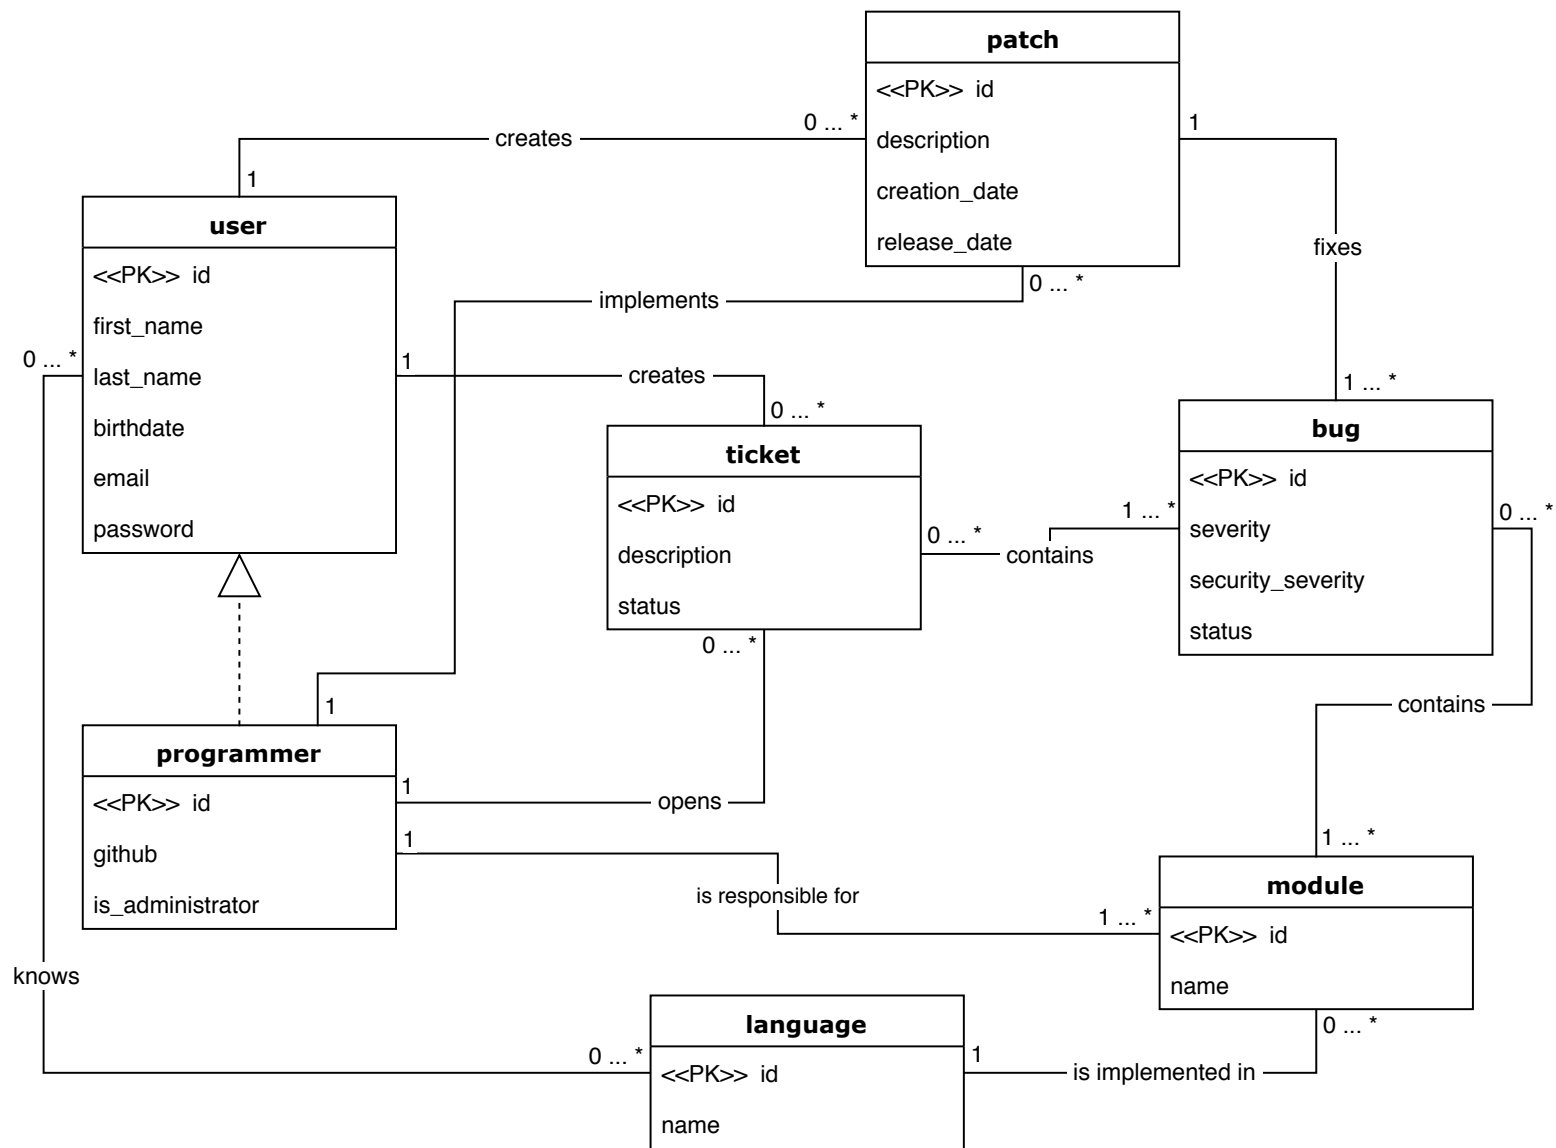 patch
<<PK>> id
description
creation_date
release_date
creates
0 ... *
1
1
fixes
1 ... *
user
<<PK>> id
first_name
last_name
birthdate
email
password
implements
0 ... *
1
0 ... *
1
creates
0 ... *
ticket
<<PK>> id
description
status
bug
<<PK>> id
severity
security_severity
status
0 ... *
contains
1 ... *
0 ... *
contains
1 ... *
0 ... *
programmer
<<PK>> id
github
is_administrator
1
opens
1
is responsible for
1 ... *
module
<<PK>> id
name
0 ... *
knows
0 ... *
language
<<PK>> id
name
1
is implemented in